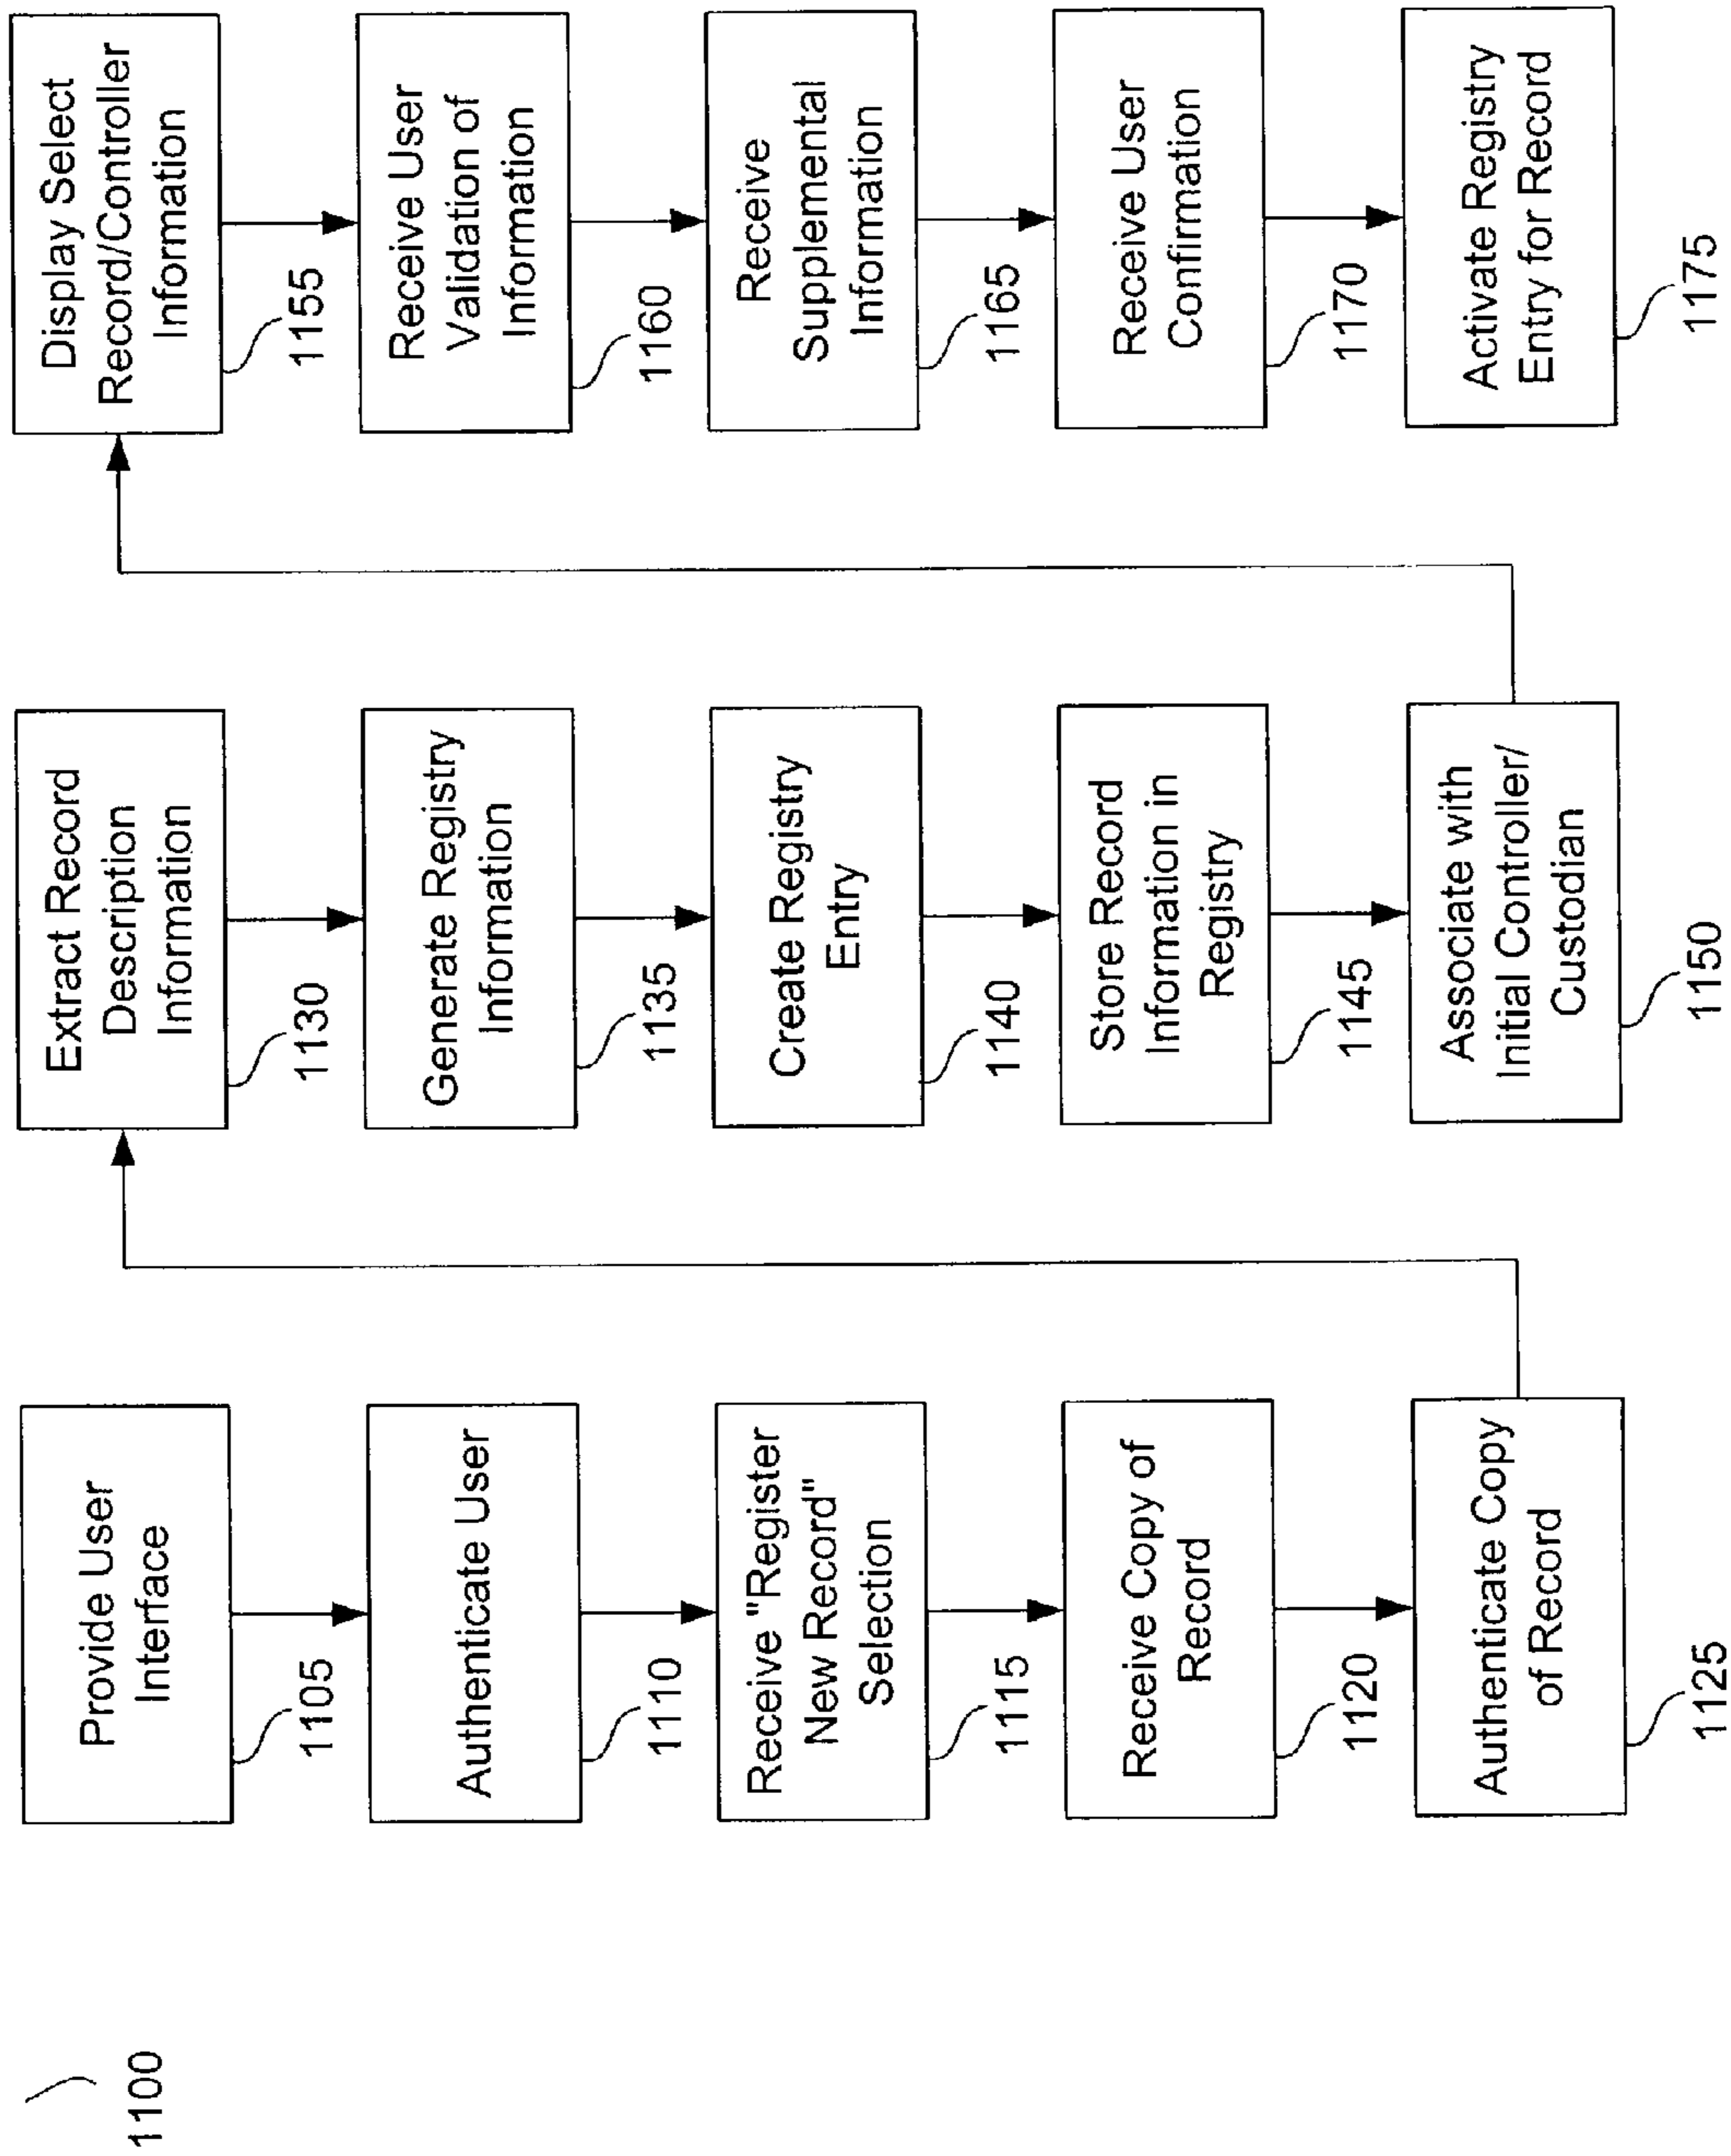 1100
Provide User
Interface
1105
Authenticate User
1110
Receive "Register
New Record"
Selection
1115
Receive Copy of
Record
1120
Authenticate Copy
of Record
1125
Extract Record
Description
Information
1130
Generate Registry
Information
1135
Create Registry
Entry
1140
Store Record
Information in
Registry
1145
Associate with
Initial Controller/
Custodian
1150
Display Select
Record/Controller
Information
1155
Receive User
Validation of
Information
1160
Receive
Supplemental
Information
1165
Receive User
Confirmation
1170
Activate Registry
Entry for Record
1175